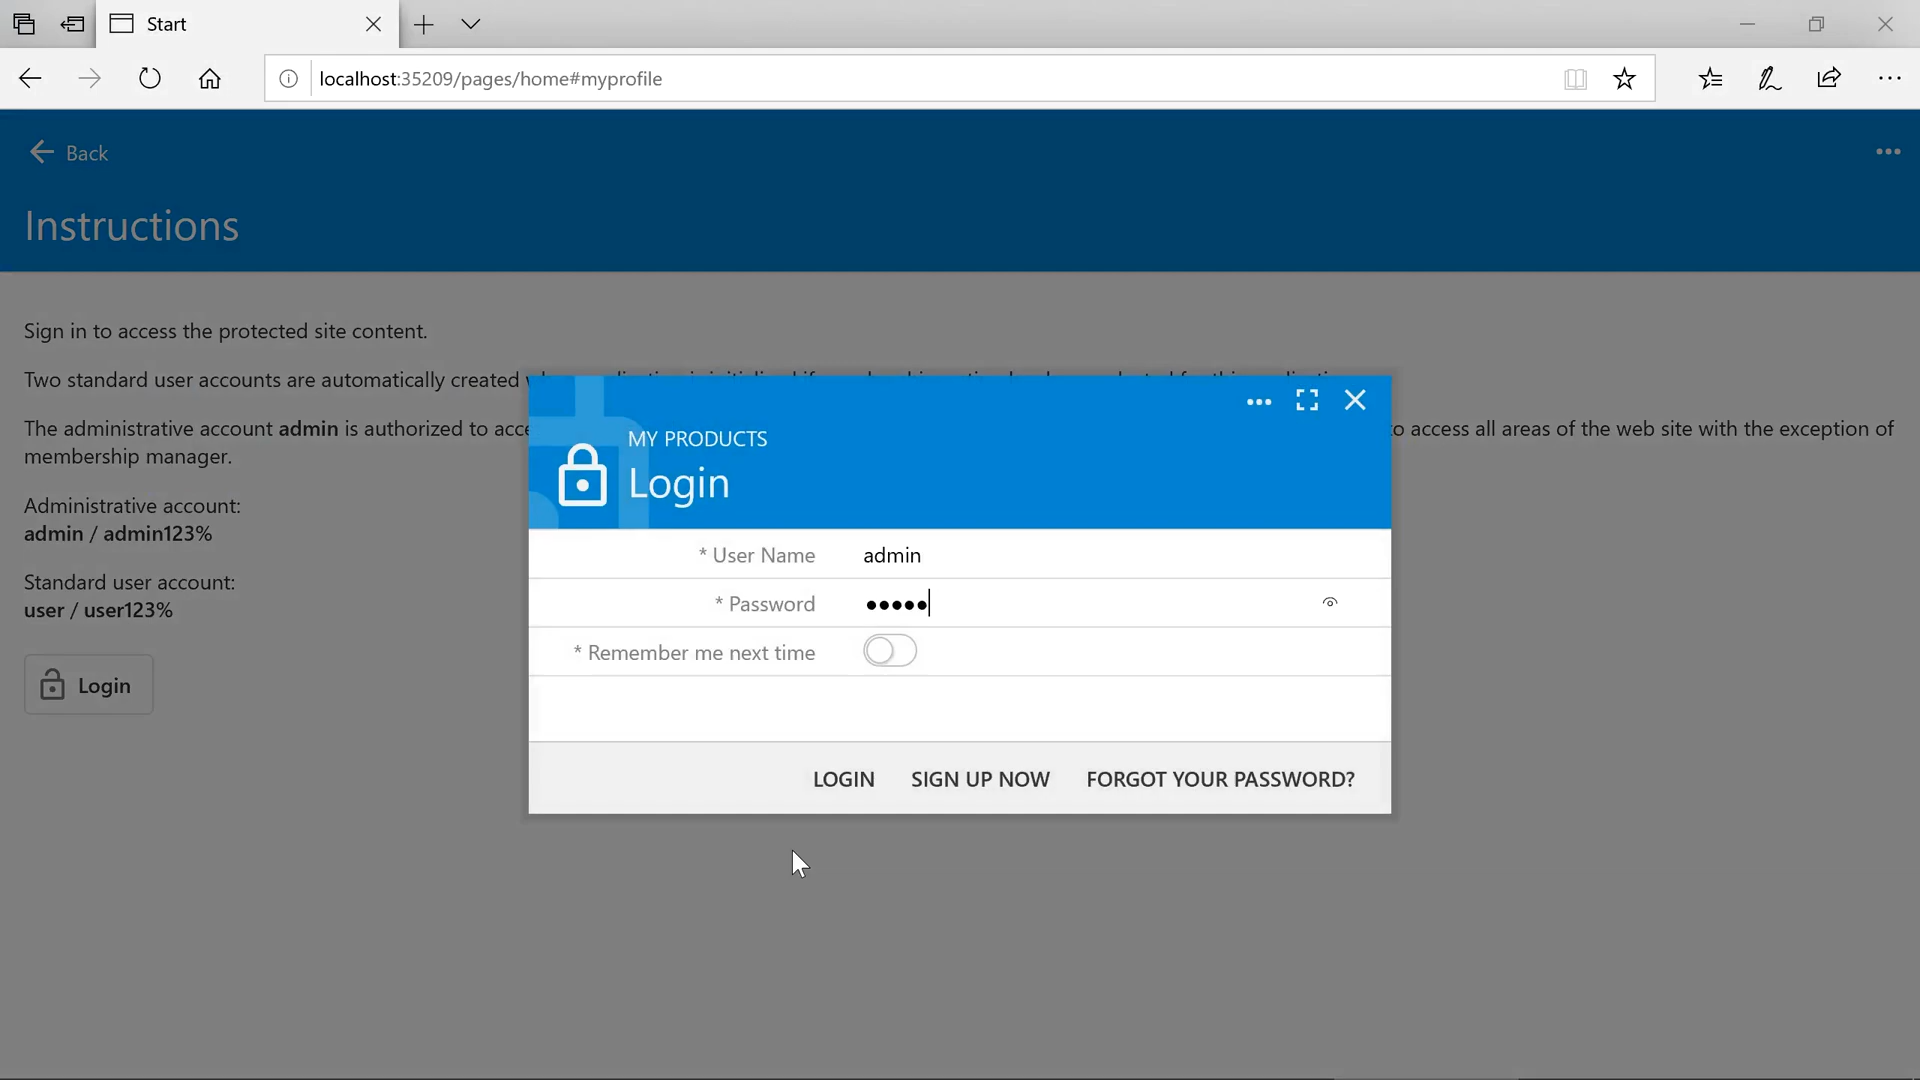 Start
localhost:35209/pages/home#myprofile
Back
Instructions
Sign in to access the protected site content.
Two standard user accounts are automatically created
The administrative account admin is authorized to to access all areas of the web site with the exception of
membership manager.
Administrative account:
admin / admin123%
Standard user account:
user / user123%
Login
MY PRODUCTS
Login
* User Name admin
* Password •••••
* Remember me next time
LOGIN SIGN UP NOW FORGOT YOUR PASSWORD?